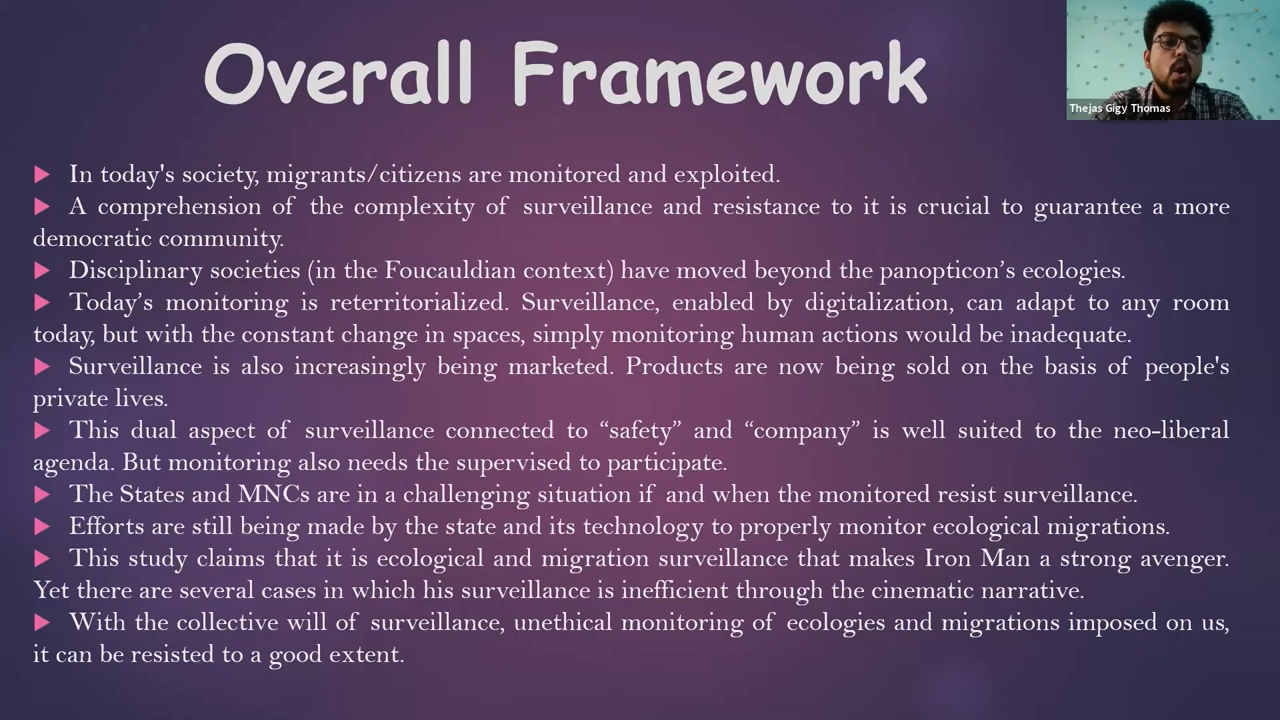 Overall Framework
Thejas Gigy Thomas
In today's society, migrants/citizens are monitored and exploited.
A comprehension of the complexity of surveillance and resistance to it is crucial to guarantee a more
democratic community.
Disciplinary societies (in the Foucauldian context) have moved beyond the panopticon’s ecologies.
Today’s monitoring is reterritorialized. Surveillance, enabled by digitalization, can adapt to any room
today, but with the constant change in spaces, simply monitoring human actions would be inadequate.
Surveillance is also increasingly being marketed. Products are now being sold on the basis of people's
private lives.
This dual aspect of surveillance connected to “safety” and “company” is well suited to the neo-liberal
agenda. But monitoring also needs the supervised to participate.
The States and MNCs are in a challenging situation if and when the monitored resist surveillance.
Efforts are still being made by the state and its technology to properly monitor ecological migrations.
This study claims that it is ecological and migration surveillance that makes Iron Man a strong avenger.
Yet there are several cases in which his surveillance is inefficient through the cinematic narrative.
With the collective will of surveillance, unethical monitoring of ecologies and migrations imposed on us,
it can be resisted to a good extent.